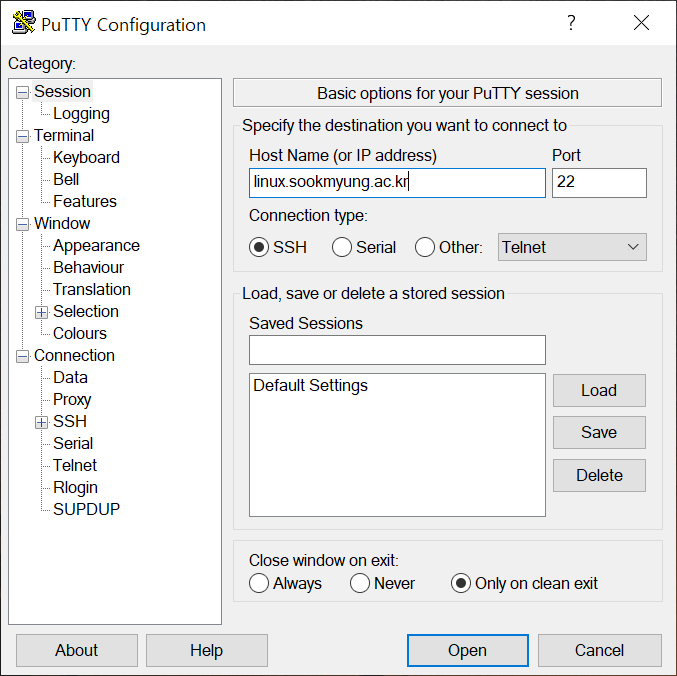 PuTTY Configuration ?
Category:
Session
Logging
Terminal
Keyboard
Bell
Features
Window
Appearance
Behaviour
Translation
Selection
Colours
Connection
Data
Proxy
SSH
Serial
Telnet
Rlogin
SUPDUP
Basic options for your PuTTY session
Specify the destination you want to connect to
Host Name (or IP address) Port
linux.sookmyung.ac.kr 22
Connection type:
SSH Serial Other: Telnet
Load, save or delete a stored session
Saved Sessions
Default Settings
Load
Save
Delete
Close window on exit:
Always Never Only on clean exit
About Help Open Cancel